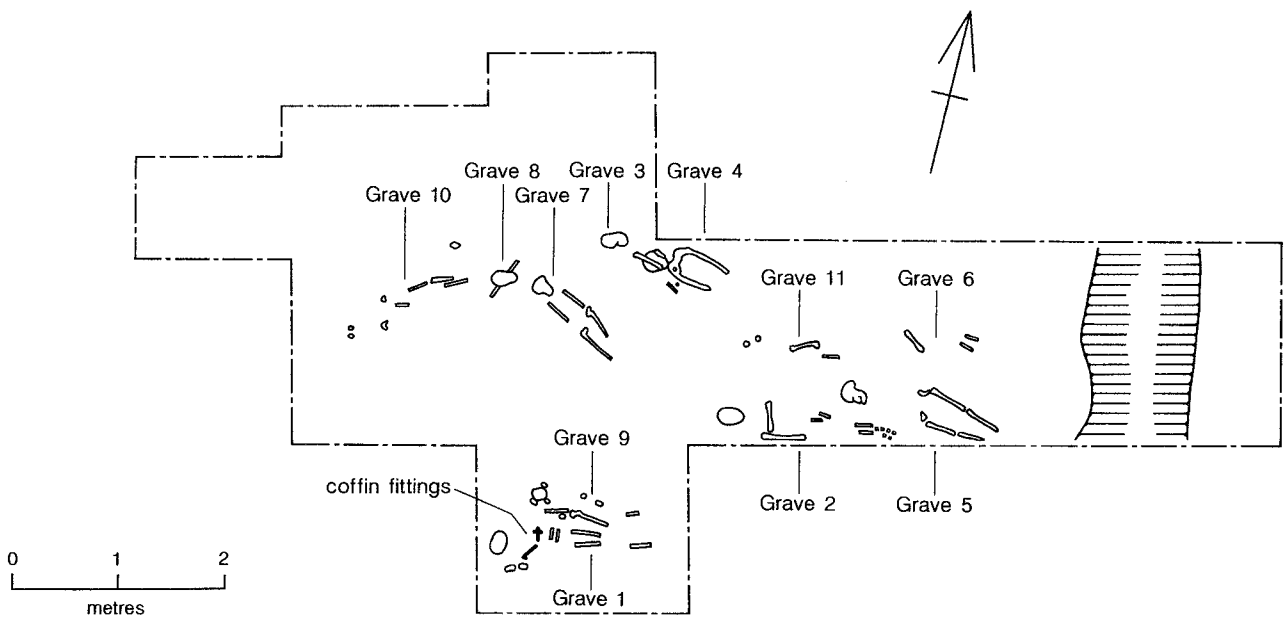 Grave 8
Grave 3
Grave 4
Grave 10
Grave 7
Grave 11
Grave 6
Grave 9
coffin fittings
Grave 2
Grave 5
Grave 1
0 1 2
metres